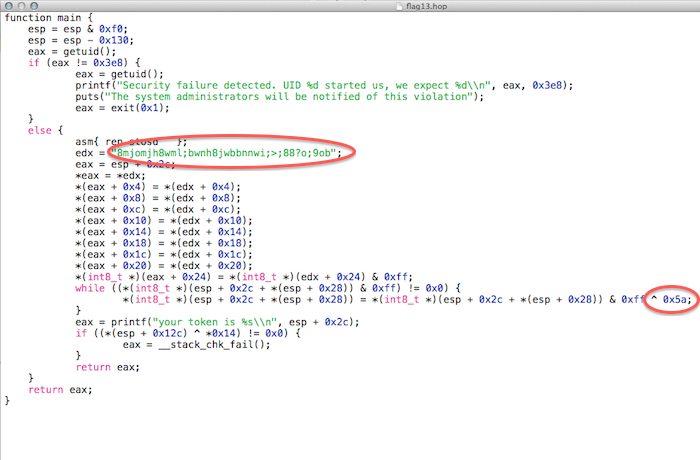 flag13.hop
function main {
esp = esp & 0xf0;
esp = esp - 0x130;
eax = getuid();
if (eax != 0x3e8) {
eax = getuid();
printf("Security failure detected. UID %d started us, we expect %d\\n", eax, 0x3e8);
puts("The system administrators will be notified of this violation");
eax = exit(0x1);
}
else {
asm{ rep stosd };
edx = "8mjomjh8wml;bwnh8jwbbnnwi;>;88?o;9ob";
eax = esp + 0x2c;
*eax = *edx;
*(eax + 0x4) = *(edx + 0x4);
*(eax + 0x8) = *(edx + 0x8);
*(eax + 0xc) = *(edx + 0xc);
*(eax + 0x10) = *(edx + 0x10);
*(eax + 0x14) = *(edx + 0x14);
*(eax + 0x18) = *(edx + 0x18);
*(eax + 0x1c) = *(edx + 0x1c);
*(eax + 0x20) = *(edx + 0x20);
*(int8_t *)(eax + 0x24) = *(int8_t *)(edx + 0x24) & 0xff;
while ((*(int8_t *)(esp + 0x2c + *(esp + 0x28)) & 0xff) != 0x0) {
*(int8_t *)(esp + 0x2c + *(esp + 0x28)) = *(int8_t *)(esp + 0x2c + *(esp + 0x28)) & 0xff ^ 0x5a;
}
eax = printf("your token is %s\\n", esp + 0x2c);
if ((*(esp + 0x12c) ^ *0x14) != 0x0) {
eax = __stack_chk_fail();
}
return eax;
}
return eax;
}